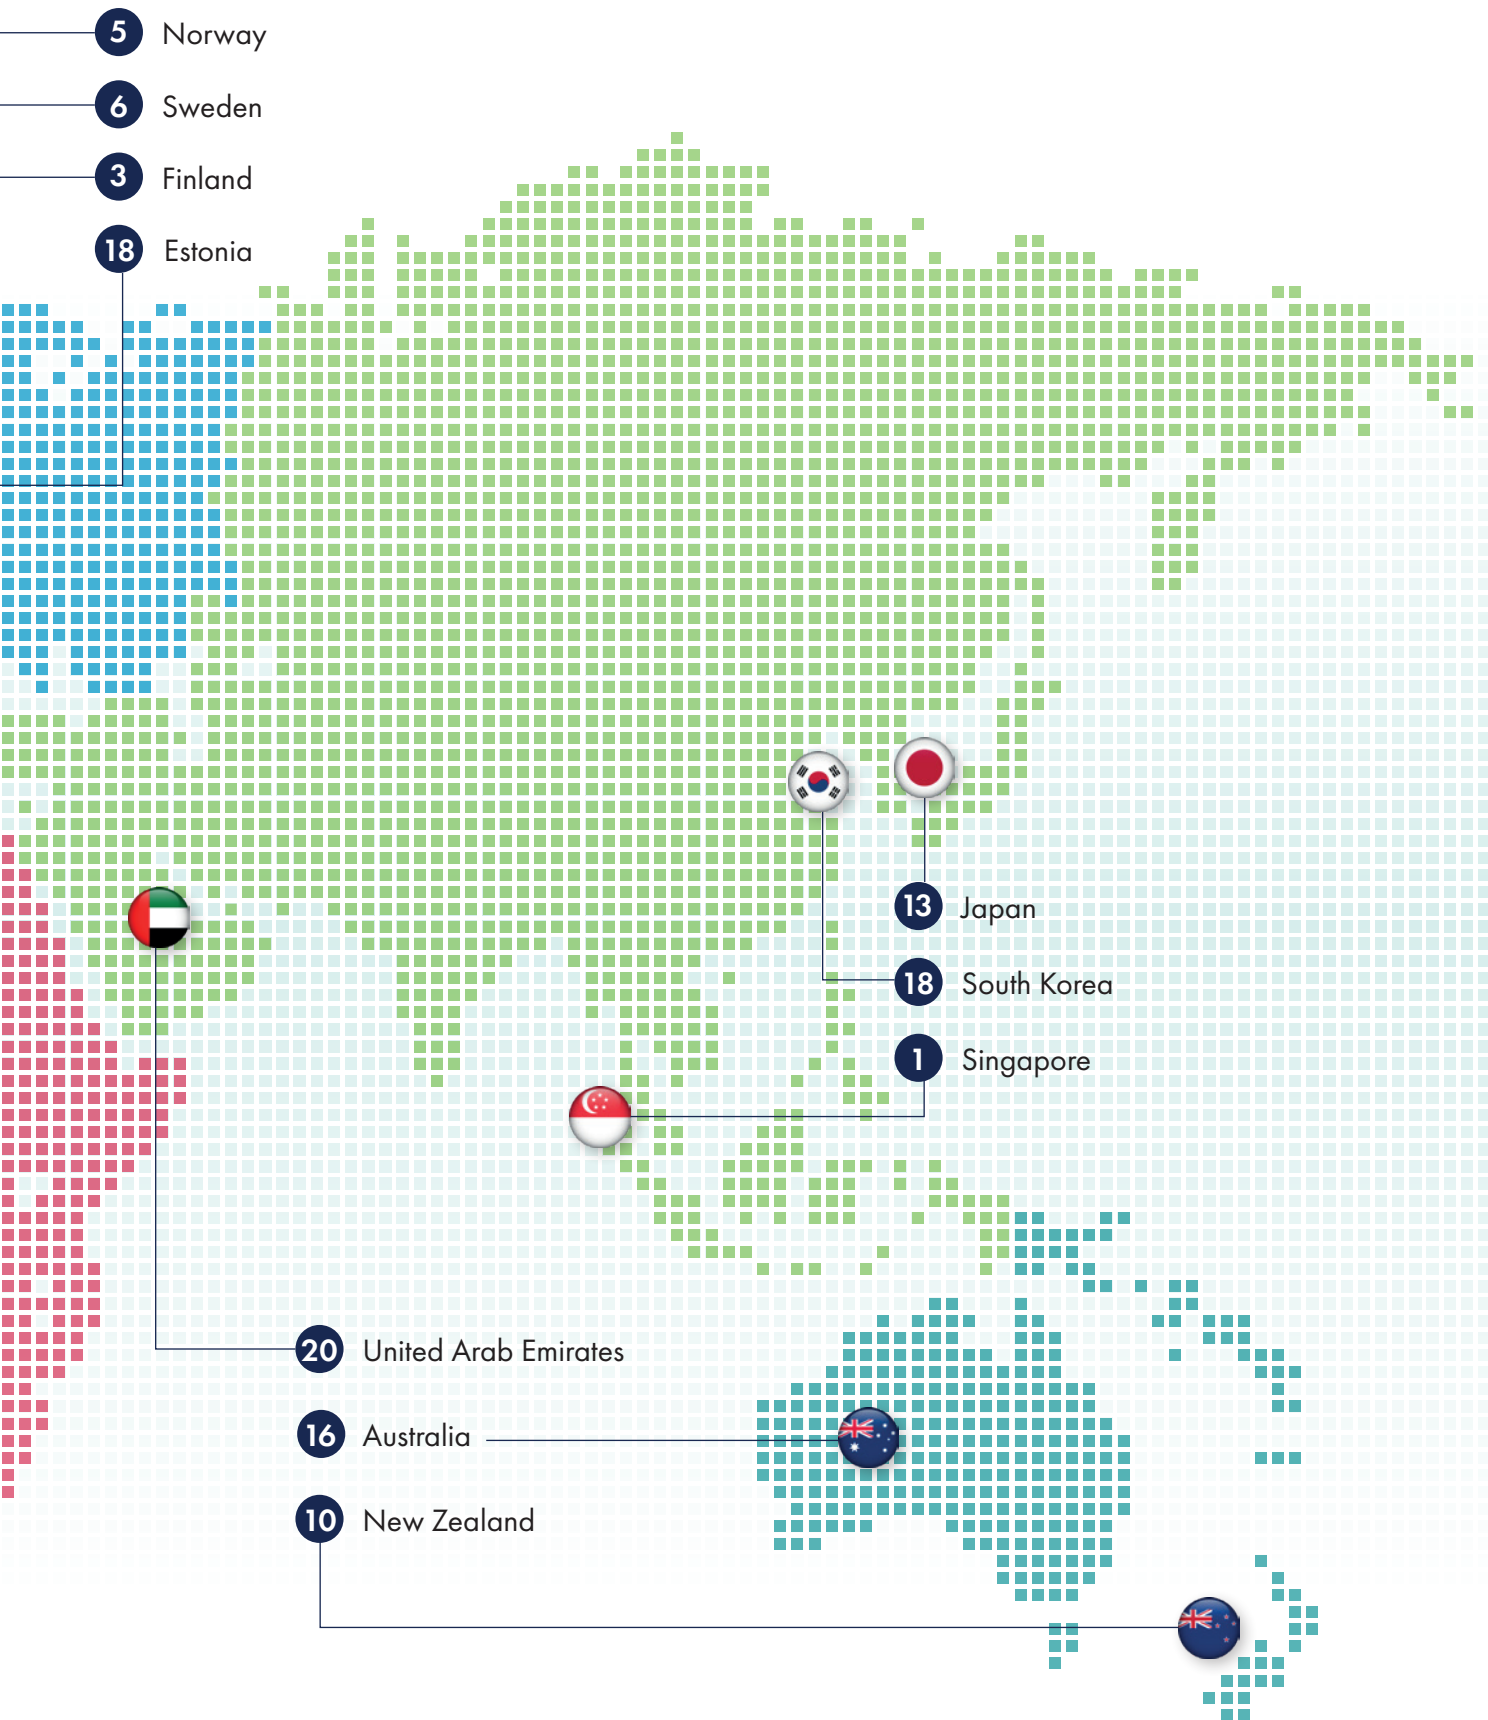 5 Norway
6 Sweden
3 Finland
18 Estonia
13 Japan
18 South Korea
1 Singapore
20 United Arab Emirates
16 Australia
10 New Zealand